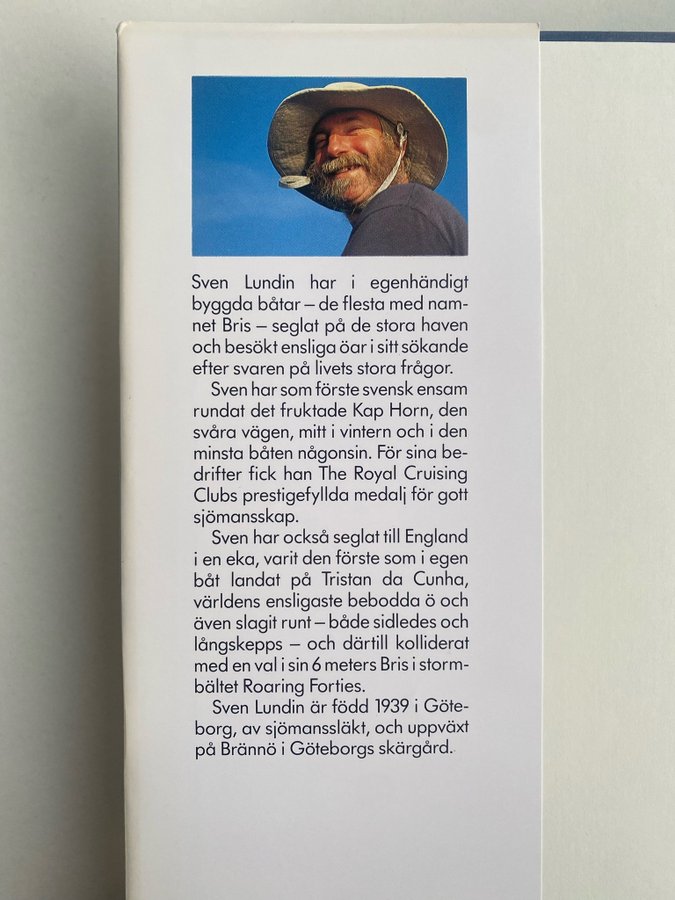 Sven Lundin har i egenhändigt
byggda båtar – de flesta med nam-
net Bris – seglat på de stora haven
och besökt ensliga öar i sitt sökande
efter svaren på livets stora frågor.
Sven har som förste svensk ensam
rundat det fruktade Kap Horn, den
svåra vägen, mitt i vintern och i den
minsta båten någonsin. För sina be-
drifter fick han The Royal Cruising
Clubs prestigefyllda medalj för gott
sjömansskap.
Sven har också seglat till England
i en eka, varit den förste som i egen
båt landat på Tristan da Cunha,
världens ensligaste bebodda ö och
även slagit runt – både sidledes och
långskepps – och därtill kolliderat
med en val i sin 6 meters Bris i storm-
bältet Roaring Forties.
Sven Lundin är född 1939 i Göte-
borg, av sjömanssläkt, och uppväxt
på Brännö i Göteborgs skärgård.